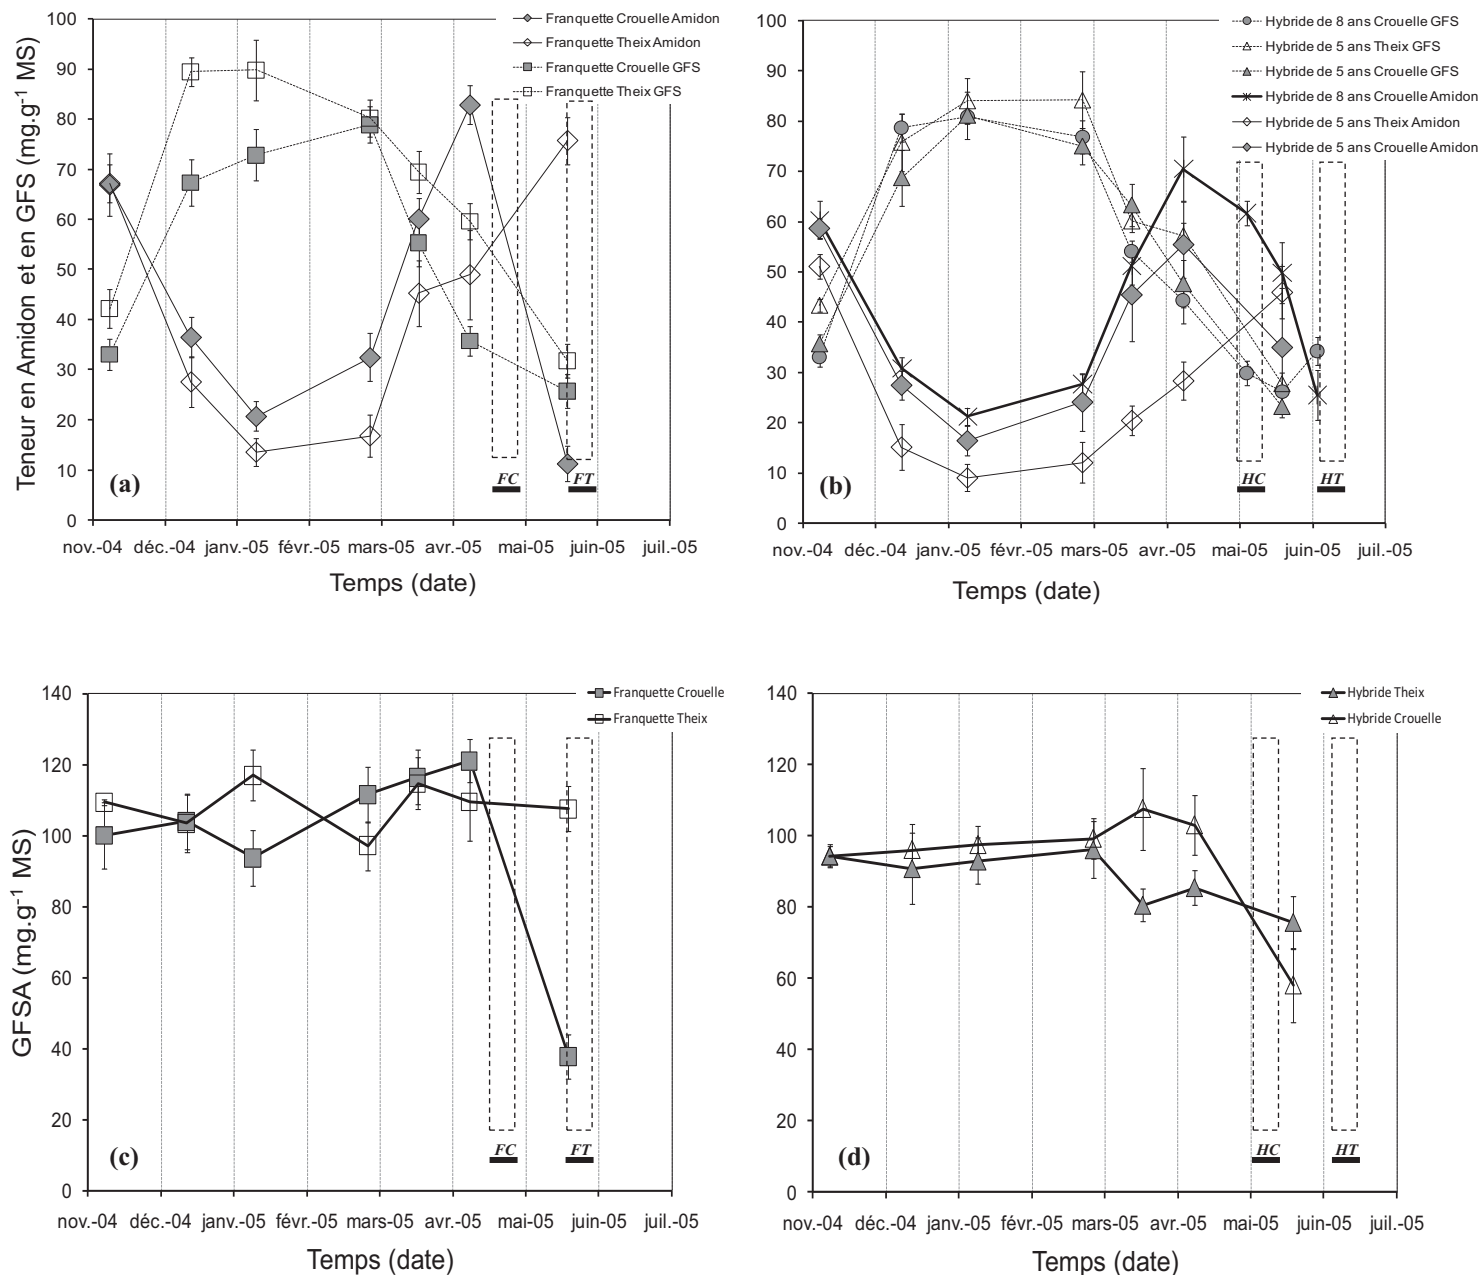 Teneur en Amidon et en GFS (mg.g-1 MS)
100
90
80
70
60
50
40
30
20
10
0
Franquette Crouelle Amidon
Franquette Theix Amidon
Franquette Crouelle GFS
Franquette Theix GFS
(a)
FC
FT
nov.-04 déc.-04 janv.-05 févr.-05 mars-05 avr.-05 mai-05 juin-05 juil.-05
Temps (date)
100
90
80
70
60
50
40
30
20
10
0
Hybride de 8 ans Crouelle GFS
Hybride de 5 ans Theix GFS
Hybride de 5 ans Crouelle GFS
Hybride de 8 ans Crouelle Amidon
Hybride de 5 ans Theix Amidon
Hybride de 5 ans Crouelle Amidon
(b)
HC
HT
nov.-04 déc.-04 janv.-05 févr.-05 mars-05 avr.-05 mai-05 juin-05 juil.-05
Temps (date)
GFSA (mg.g-1 MS)
140
120
100
80
60
40
20
0
Franquette Crouelle
Franquette Theix
(c)
FC
FT
nov.-04 déc.-04 janv.-05 févr.-05 mars-05 avr.-05 mai-05 juin-05 juil.-05
Temps (date)
140
120
100
80
60
40
20
0
Hybride Theix
Hybride Crouelle
(d)
HC
HT
nov.-04 déc.-04 janv.-05 févr.-05 mars-05 avr.-05 mai-05 juin-05 juil.-05
Temps (date)